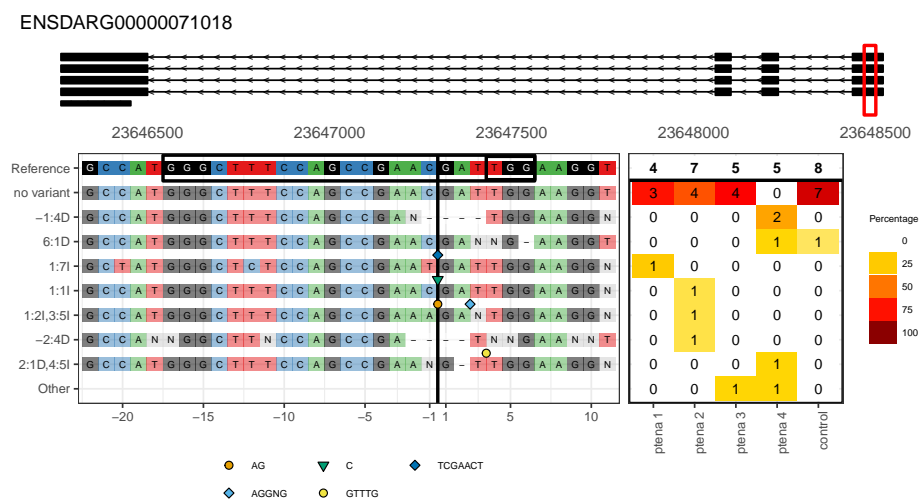 ENSDARG00000071018
23646500 23647000 23647500 23648000 23648500
Reference G C C A T G G G C T T T C C A G C C G A A C G A T T G G A A G G T 4 7 5 5 8
no variant G C C A T G G G C T T T C C A G C C G A A C G A T T G G A A G G T 3 4 4 0 7
−1:4D G C C A T G G G C T T T C C A G C C G A N - - - - T G G A A G G N 0 0 0 2 0
6:1D G C C A T G G G C T T T C C A G C C G A A C G A N N G - A A G G T 0 0 0 1 1
1:7I G C T A T G G G C T C T C C A G C C G A A T G A T T G G A A G G N 1 0 0 0 0
1:1I G C C A T G G G C T T T C C A G C C G A A C G A T T G G A A G G N 0 1 0 0 0
1:2I,3:5I G C C A T G G G C T T T C C A G C C G A A A G A N T G G A A G G N 0 1 0 0 0
−2:4D G C C A N N G G C T T N C C A G C C G A - - - - T N N G A A N N T 0 1 0 0 0
2:1D,4:5I G C C A T G G G C T T T C C A G C C G A A N G - T T G G A A G G N 0 0 0 1 0
Other 0 0 1 1 0
−20 −15 −10 −5 −1 1 5 10
ptena 1 ptena 2 ptena 3 ptena 4 control
Percentage
0
25
50
75
100
AG C TCGAACT
AGGNG GTTTG